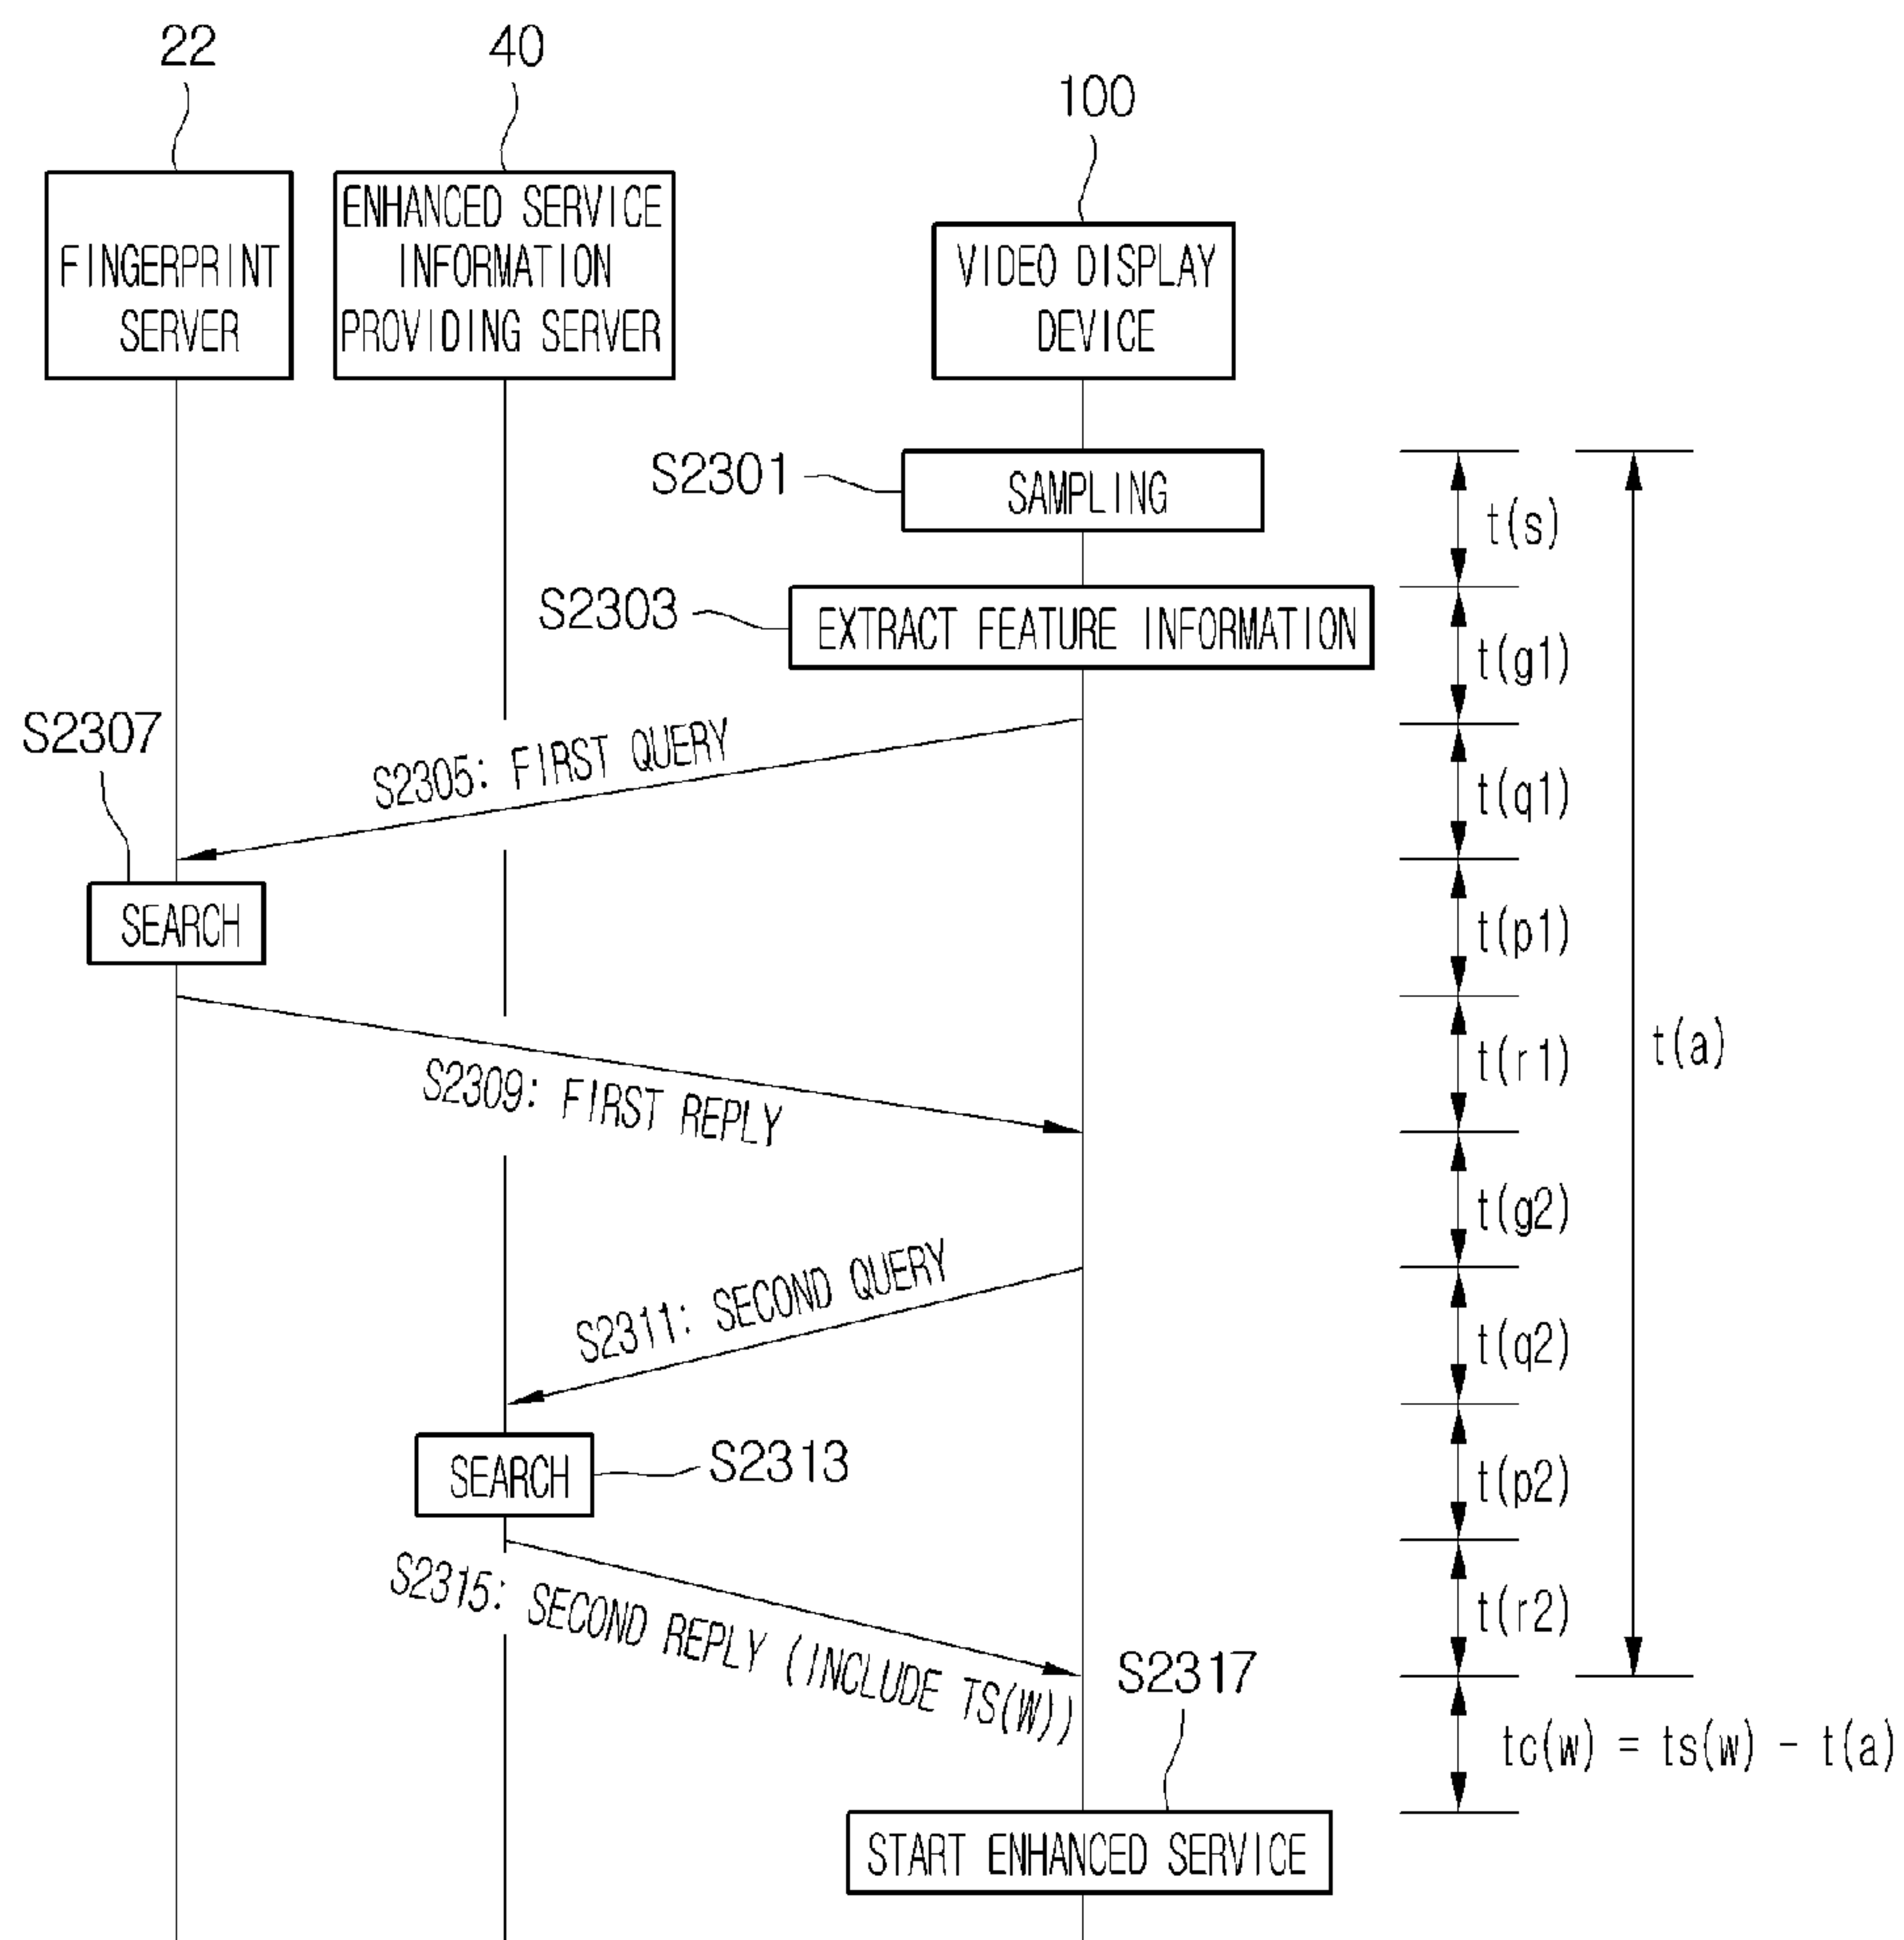 22
40
100
FINGERPRINT
SERVER
ENHANCED SERVICE
INFORMATION
PROVIDING SERVER
VIDEO DISPLAY
DEVICE
S2301
SAMPLING
t(s)
S2303
EXTRACT FEATURE INFORMATION
t(g1)
S2307
S2305: FIRST QUERY
t(q1)
SEARCH
t(p1)
S2309: FIRST REPLY
t(r1)
t(a)
t(g2)
S2311: SECOND QUERY
t(q2)
SEARCH
S2313
t(p2)
S2315: SECOND REPLY (INCLUDE TS(W))
t(r2)
S2317
tc(w) = ts(w) - t(a)
START ENHANCED SERVICE